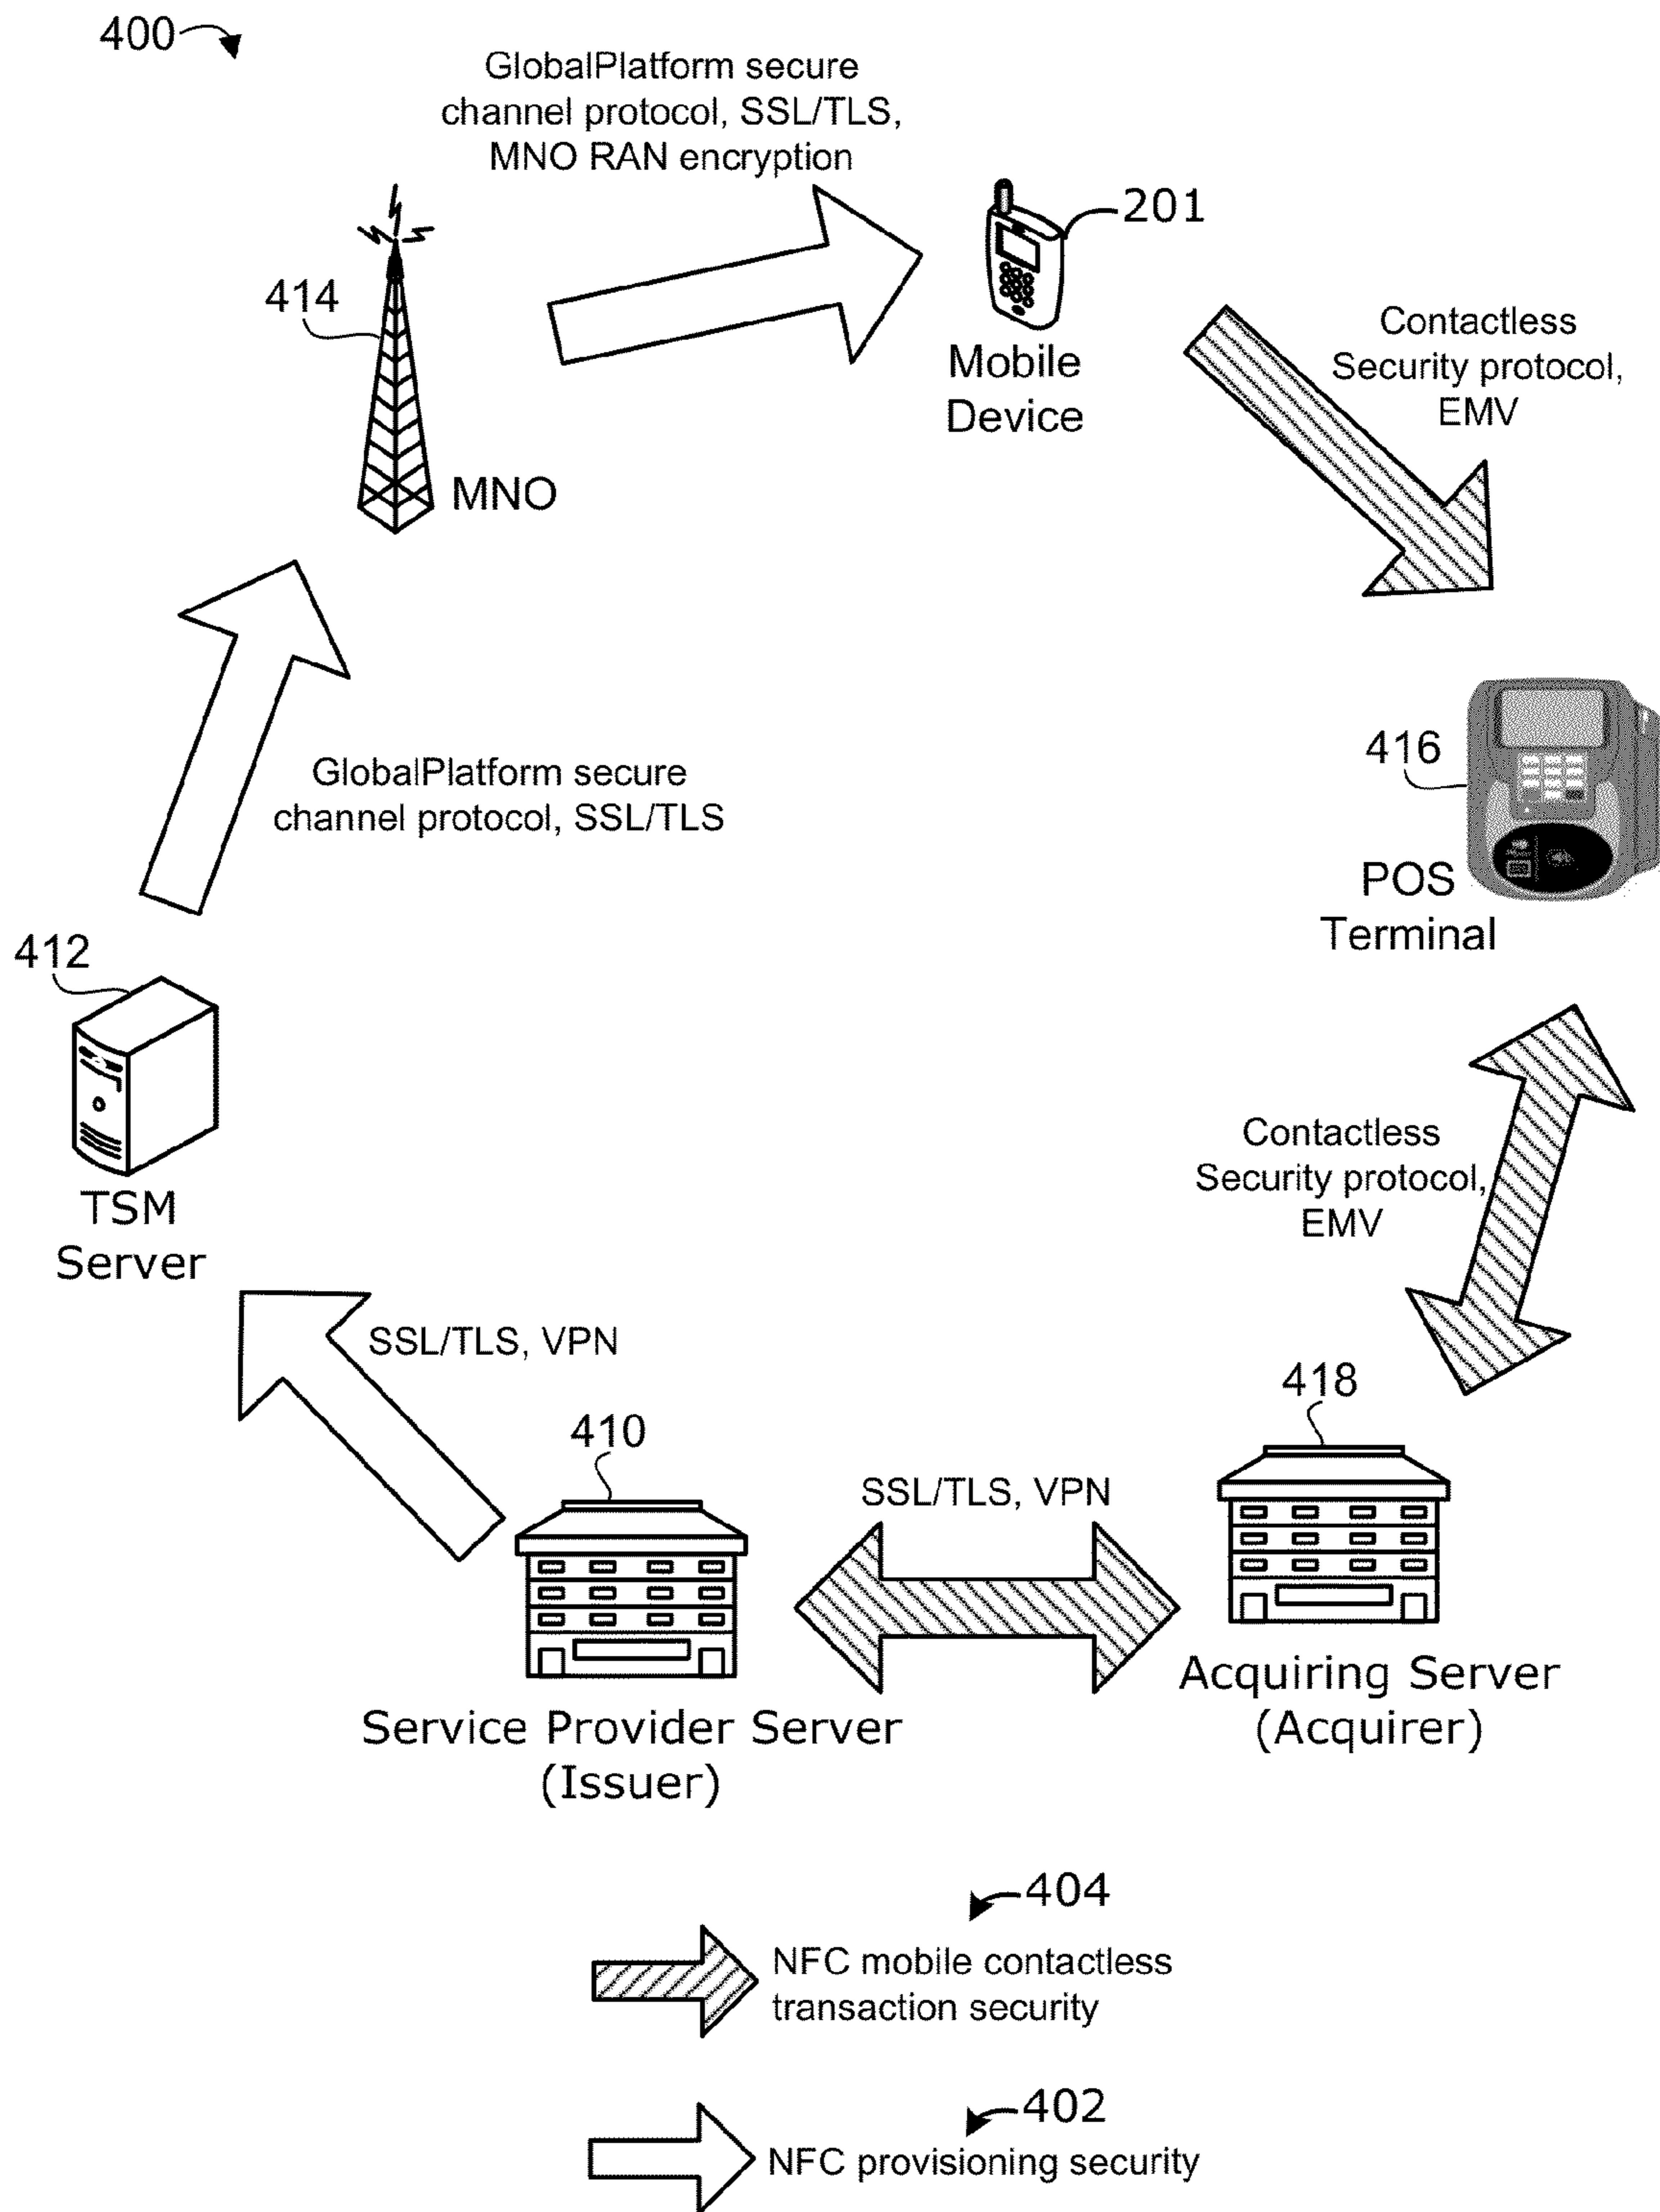 400
GlobalPlatform secure
channel protocol, SSL/TLS,
MNO RAN encryption
201
414
Mobile
Device
Contactless
Security protocol,
EMV
MNO
GlobalPlatform secure
channel protocol, SSL/TLS
416
POS
Terminal
412
TSM
Server
Contactless
Security protocol,
EMV
SSL/TLS, VPN
410
418
SSL/TLS, VPN
Service Provider Server
(Issuer)
Acquiring Server
(Acquirer)
404
NFC mobile contactless
transaction security
402
NFC provisioning security